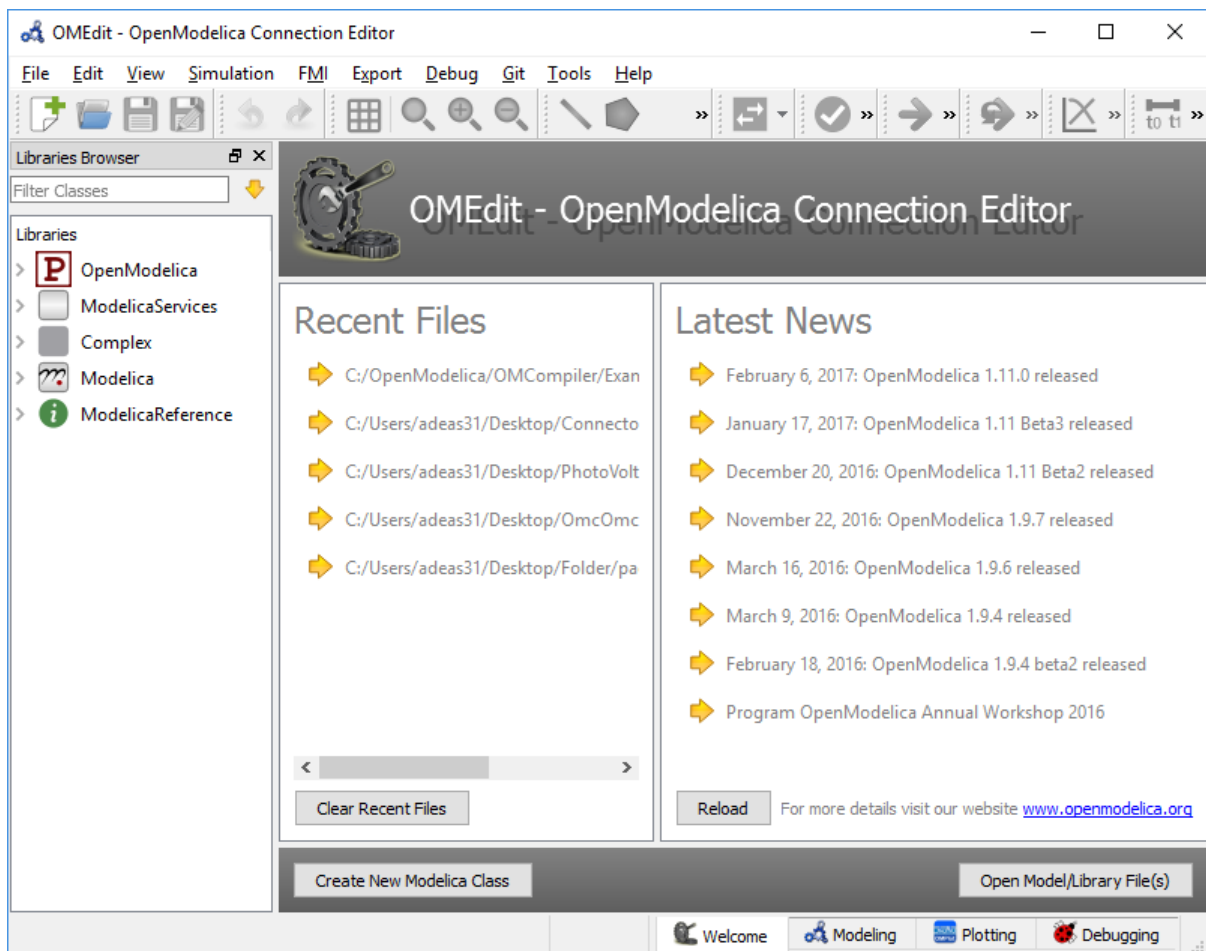 OMEdit - OpenModelica Connection Editor
File Edit View Simulation FMI Export Debug Git Tools Help
t0 t1
Libraries Browser
Filter Classes
Libraries
P OpenModelica
ModelicaServices
Complex
Modelica
i ModelicaReference
OMEdit - OpenModelica Connection Editor
Recent Files
C:/OpenModelica/OMCompiler/Exan
C:/Users/adeas31/Desktop/Connecto
C:/Users/adeas31/Desktop/PhotoVolt
C:/Users/adeas31/Desktop/OmcOmc
C:/Users/adeas31/Desktop/Folder/pa
Clear Recent Files
Latest News
February 6, 2017: OpenModelica 1.11.0 released
January 17, 2017: OpenModelica 1.11 Beta3 released
December 20, 2016: OpenModelica 1.11 Beta2 released
November 22, 2016: OpenModelica 1.9.7 released
March 16, 2016: OpenModelica 1.9.6 released
March 9, 2016: OpenModelica 1.9.4 released
February 18, 2016: OpenModelica 1.9.4 beta2 released
Program OpenModelica Annual Workshop 2016
Reload For more details visit our website www.openmodelica.org
Create New Modelica Class Open Model/Library File(s)
Welcome Modeling Plotting Debugging